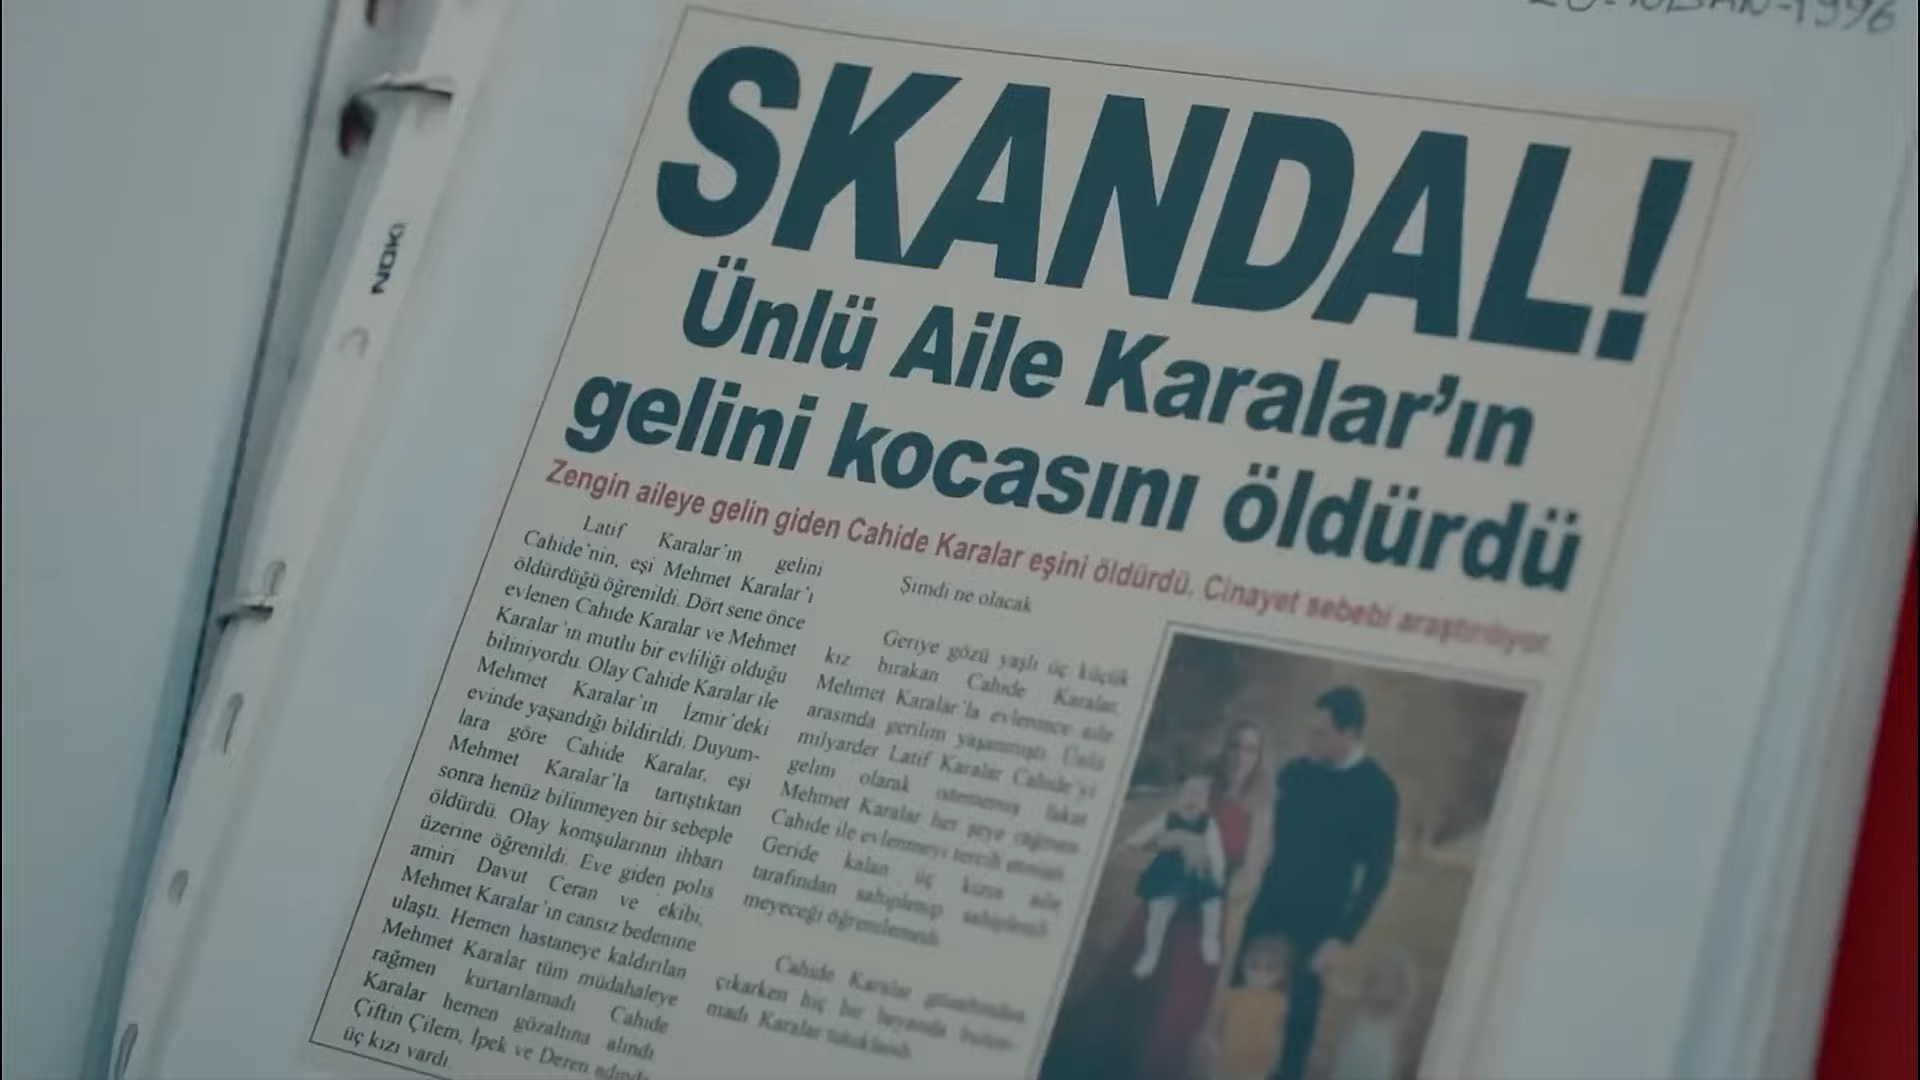 1996
NOKI
SKANDAL!
Ünlü Aile Karalar’ın
gelini kocasını öldürdü
Zengin aileye gelin giden Cahide Karalar eşini öldürdü. Cinayet sebebi araştırılıyor.
Latif Karalar’ın gelini
Cahide’nin, eşi Mehmet Karalar’ı
öldürdüğü öğrenildi. Dört sene önce
evlenen Cahide Karalar ve Mehmet
Karalar’ın mutlu bir evliliği olduğu
biliniyordu. Olay Cahide Karalar ile
Mehmet Karalar’ın İzmir’deki
evinde yaşandığı bildirildi. Duyum-
lara göre Cahide Karalar, eşi
Mehmet Karalar’la tartıştıktan
sonra henüz bilinmeyen bir sebeple
öldürdü. Olay komşularının ihbarı
üzerine öğrenildi. Eve giden polis
amiri Davut Ceran ve ekibi,
Mehmet Karalar’ın cansız bedenine
ulaştı. Hemen hastaneye kaldırılan
Mehmet Karalar tüm müdahaleye
rağmen kurtarılamadı Cahide
Karalar hemen gözaltına alındı
Çiftin Çilem, İpek ve Deren adında
üç kızı vardı.
Şimdi ne olacak
Geriye gözü yaşlı üç küçük
kız bırakan Cahide Karalar,
Mehmet Karalar’la evlenince aile
arasında gerilim yaşanmıştı. Ünlü
milyarder Latif Karalar Cahide’yi
gelini olarak istememiş fakat
Mehmet Karalar her şeye rağmen
Cahide ile evlenmeyi tercih etmişti.
Geride kalan üç kızın aile
tarafından sahiplenip sahiplenil-
meyeceği öğrenilemedi.
Cahide Karalar
çıkarken hiç bir beyanda bulun-
madı Karalar tutuklandı.